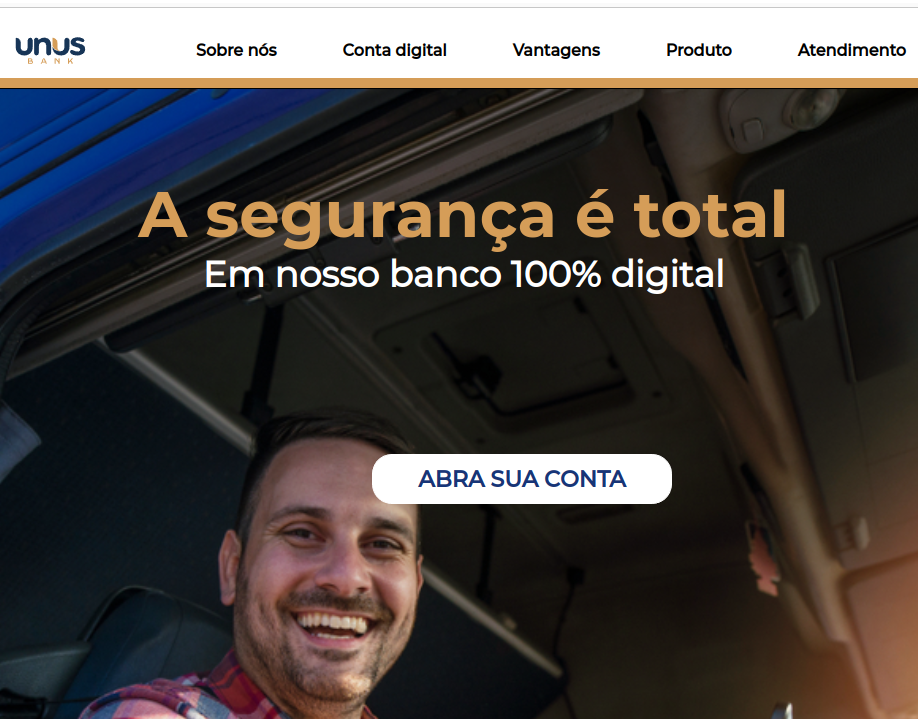 unus
BANK
Sobre nós
Conta digital
Vantagens
Produto
Atendimento
A segurança é total
Em nosso banco 100% digital
ABRA SUA CONTA